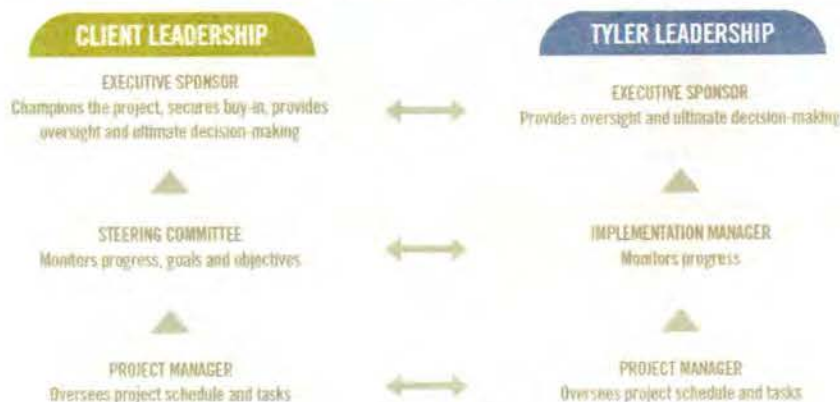 CLIENT LEADERSHIP
EXECUTIVE SPONSOR
Champions the project, secures buy-in, provides
oversight and ultimate decision-making
STEERING COMMITTEE
Monitors progress, goals and objectives
PROJECT MANAGER
Oversees project schedule and tasks
TYLER LEADERSHIP
EXECUTIVE SPONSOR
Provides oversight and ultimate decision-making
IMPLEMENTATION MANAGER
Monitors progress
PROJECT MANAGER
Oversees project schedule and tasks